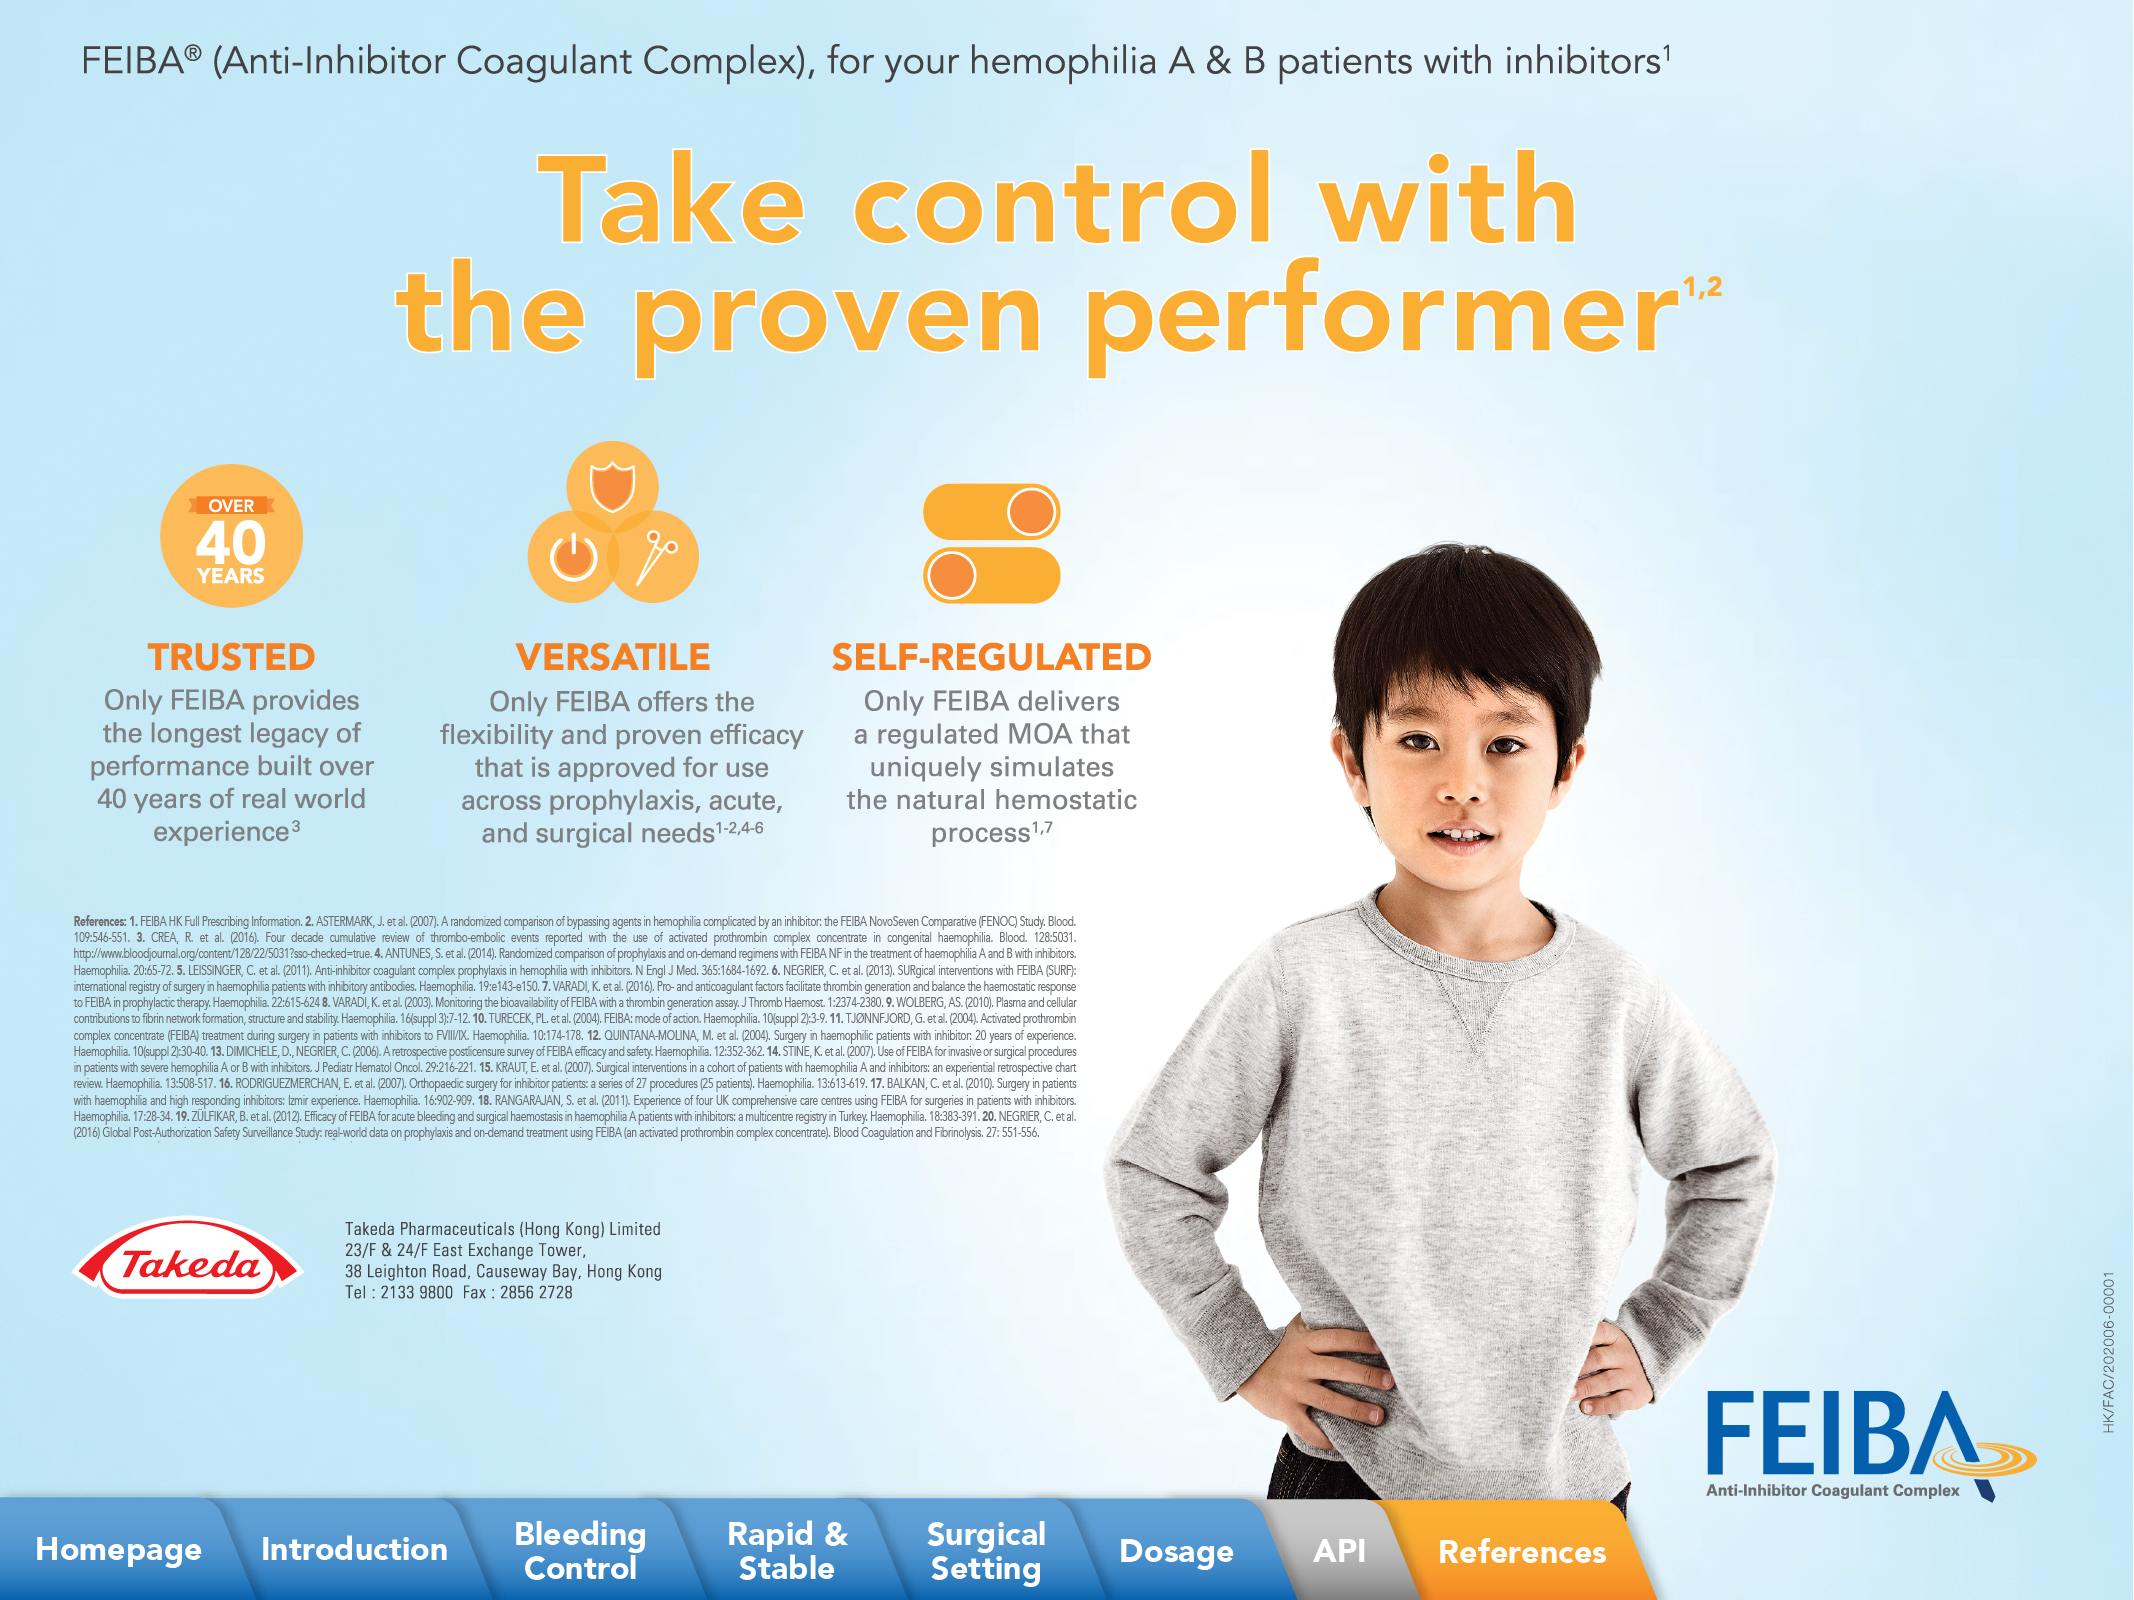 FEIBA® (Anti-Inhibitor Coagulant Complex), for your hemophilia A & B patients with inhibitors¹
Take control with
the proven performer¹,²
OVER
40
YEARS
TRUSTED
Only FEIBA provides
the longest legacy of
performance built over
40 years of real world
experience³
VERSATILE
Only FEIBA offers the
flexibility and proven efficacy
that is approved for use
across prophylaxis, acute,
and surgical needs¹⁻²,⁴⁻⁶
SELF-REGULATED
Only FEIBA delivers
a regulated MOA that
uniquely simulates
the natural hemostatic
process¹,⁷
References: 1. FEIBA HK Full Prescribing Information. 2. ASTERMARK, J. et al. (2007). A randomized comparison of bypassing agents in hemophilia complicated by an inhibitor: the FEIBA NovoSeven Comparative (FENOC) Study. Blood.
109:546-551. 3. CREA, R. et al. (2016). Four decade cumulative review of thrombo-embolic events reported with the use of activated prothrombin complex concentrate in congenital haemophilia. Blood. 128:5031.
http://www.bloodjournal.org/content/128/22/5031?sso-checked=true. 4. ANTUNES, S. et al. (2014). Randomized comparison of prophylaxis and on-demand regimens with FEIBA NF in the treatment of haemophilia A and B with inhibitors.
Haemophilia. 20:65-72. 5. LEISSINGER, C. et al. (2011). Anti-inhibitor coagulant complex prophylaxis in hemophilia with inhibitors. N Engl J Med. 365:1684-1692. 6. NEGRIER, C. et al. (2013). SURgical interventions with FEIBA (SURF):
international registry of surgery in haemophilia patients with inhibitory antibodies. Haemophilia. 19:e143-e150. 7. VARADI, K. et al. (2016). Pro- and anticoagulant factors facilitate thrombin generation and balance the haemostatic response
to FEIBA in prophylactic therapy. Haemophilia. 22:615-624 8. VARADI, K. et al. (2003). Monitoring the bioavailability of FEIBA with a thrombin generation assay. J Thromb Haemost. 1:2374-2380. 9. WOLBERG, AS. (2010). Plasma and cellular
contributions to fibrin network formation, structure and stability. Haemophilia. 16(suppl 3):7-12. 10. TURECEK, PL. et al. (2004). FEIBA: mode of action. Haemophilia. 10(suppl 2):3-9. 11. TJØNNFJORD, G. et al. (2004). Activated prothrombin
complex concentrate (FEIBA) treatment during surgery in patients with inhibitors to FVIII/IX. Haemophilia. 10:174-178. 12. QUINTANA-MOLINA, M. et al. (2004). Surgery in haemophilic patients with inhibitor: 20 years of experience.
Haemophilia. 10(suppl 2):30-40. 13. DIMICHELE, D., NEGRIER, C. (2006). A retrospective postlicensure survey of FEIBA efficacy and safety. Haemophilia. 12:352-362. 14. STINE, K. et al. (2007). Use of FEIBA for invasive or surgical procedures
in patients with severe hemophilia A or B with inhibitors. J Pediatr Hematol Oncol. 29:216-221. 15. KRAUT, E. et al. (2007). Surgical interventions in a cohort of patients with haemophilia A and inhibitors: an experiential retrospective chart
review. Haemophilia. 13:508-517. 16. RODRIGUEZMERCHAN, E. et al. (2007). Orthopaedic surgery for inhibitor patients: a series of 27 procedures (25 patients). Haemophilia. 13:613-619. 17. BALKAN, C. et al. (2010). Surgery in patients
with haemophilia and high responding inhibitors: Izmir experience. Haemophilia. 16:902-909. 18. RANGARAJAN, S. et al. (2011). Experience of four UK comprehensive care centres using FEIBA for surgeries in patients with inhibitors.
Haemophilia. 17:28-34. 19. ZÜLFIKAR, B. et al. (2012). Efficacy of FEIBA for acute bleeding and surgical haemostasis in haemophilia A patients with inhibitors: a multicentre registry in Turkey. Haemophilia. 18:383-391. 20. NEGRIER, C. et al.
(2016) Global Post-Authorization Safety Surveillance Study: real-world data on prophylaxis and on-demand treatment using FEIBA (an activated prothrombin complex concentrate). Blood Coagulation and Fibrinolysis. 27: 551-556.
Takeda
Takeda Pharmaceuticals (Hong Kong) Limited
23/F & 24/F East Exchange Tower,
38 Leighton Road, Causeway Bay, Hong Kong
Tel : 2133 9800 Fax : 2856 2728
HK/FAC/202006-00001
FEIBA
Anti-Inhibitor Coagulant Complex
Homepage
Introduction
Bleeding
Control
Rapid &
Stable
Surgical
Setting
Dosage
API
References